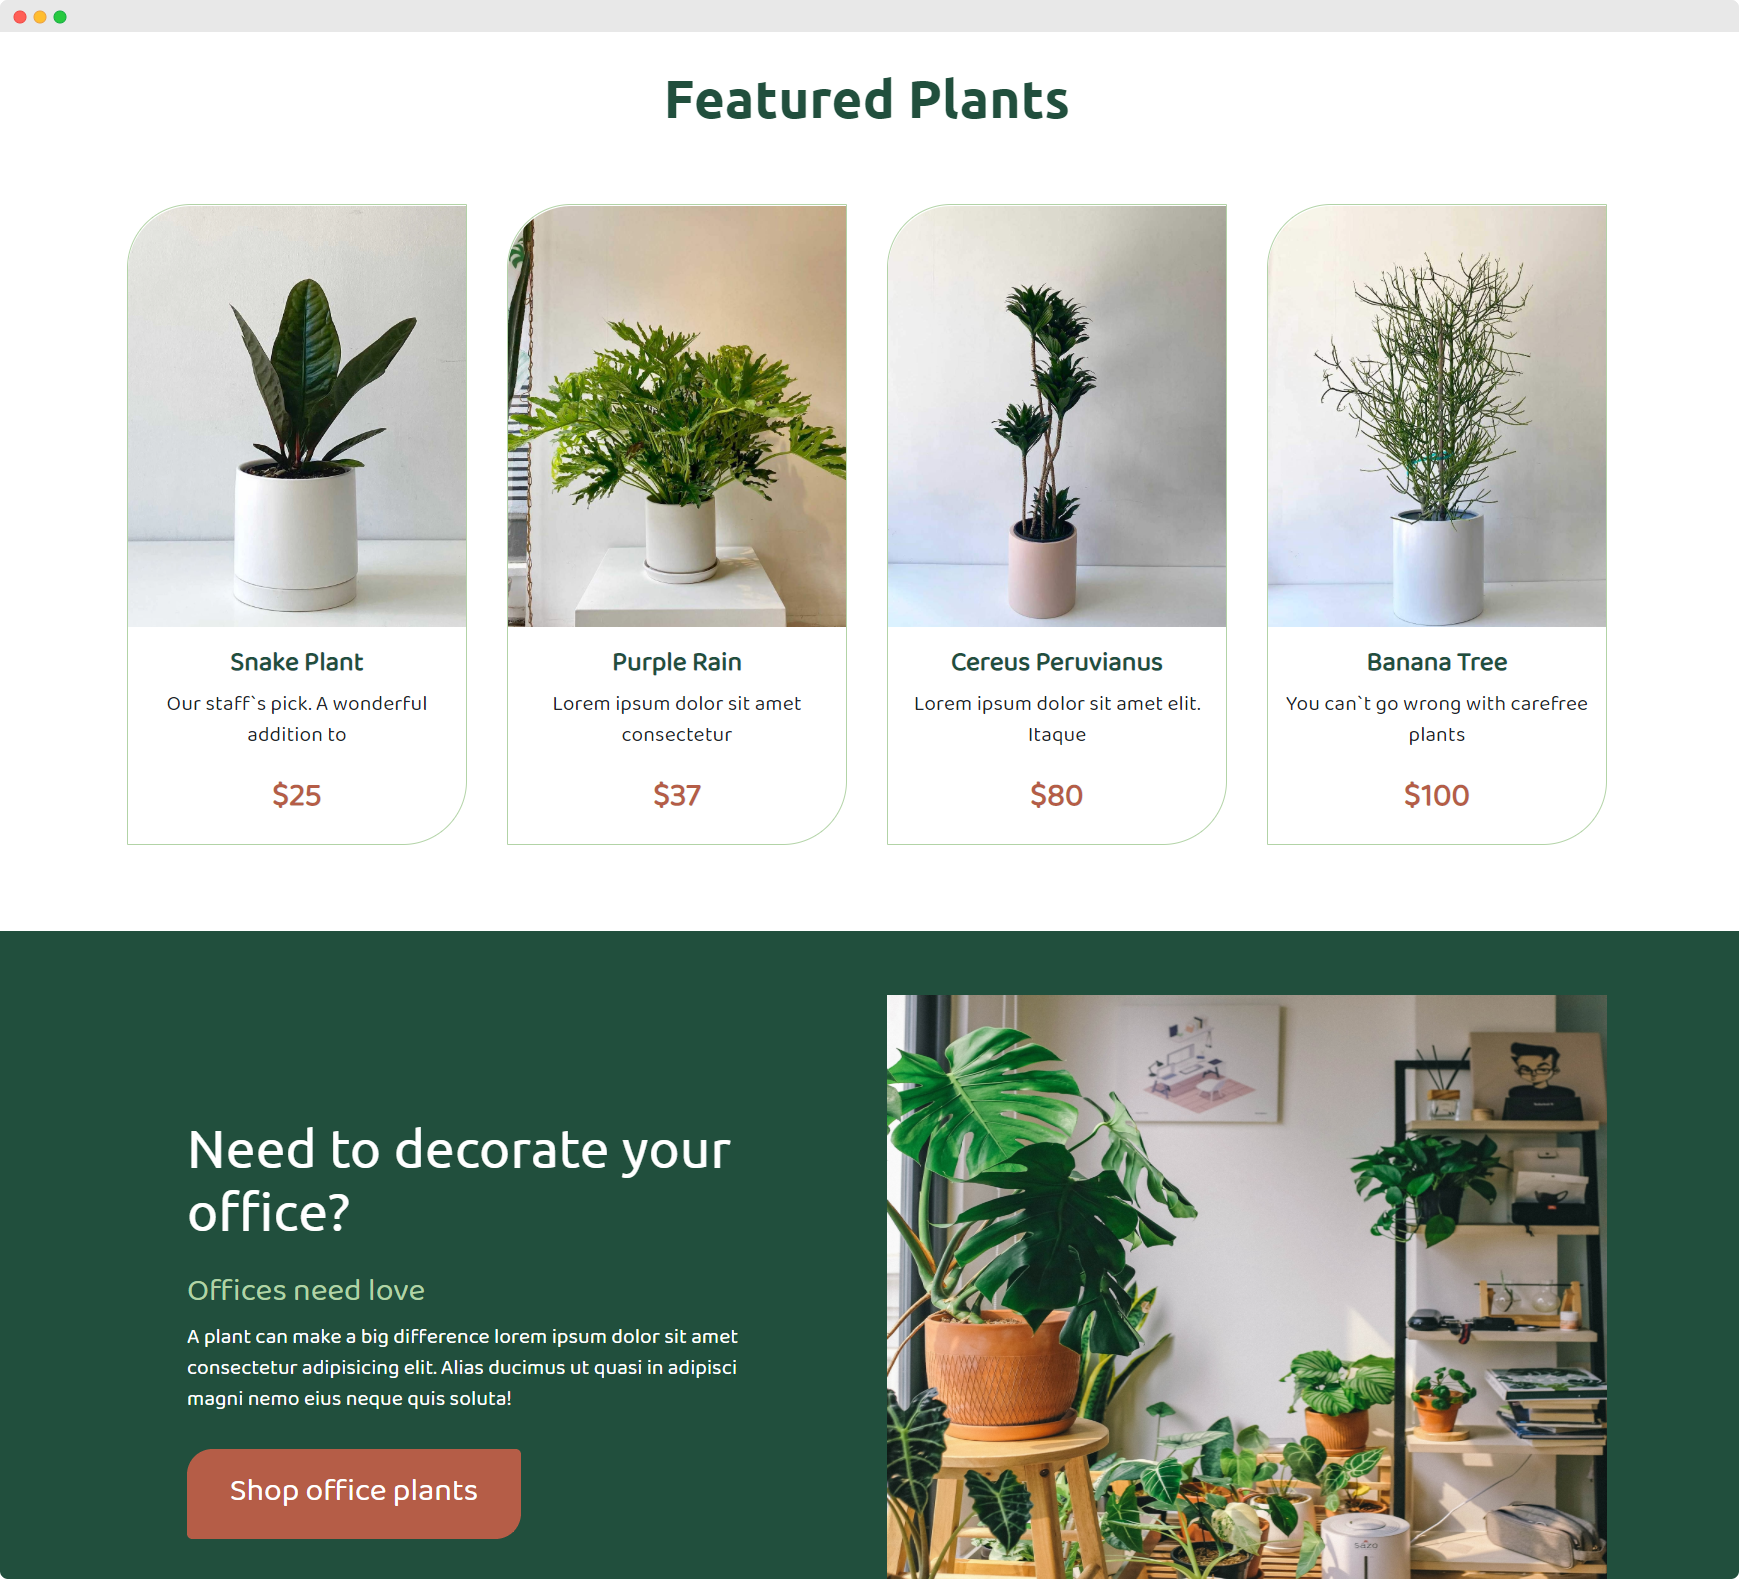 Featured Plants
Snake Plant
Our staff`s pick. A wonderful
addition to
$25
Purple Rain
Lorem ipsum dolor sit amet
consectetur
$37
Cereus Peruvianus
Lorem ipsum dolor sit amet elit.
Itaque
$80
Banana Tree
You can`t go wrong with carefree
plants
$100
Need to decorate your
office?
Offices need love
A plant can make a big difference lorem ipsum dolor sit amet
consectetur adipisicing elit. Alias ducimus ut quasi in adipisci
magni nemo eius neque quis soluta!
Shop office plants
sazo